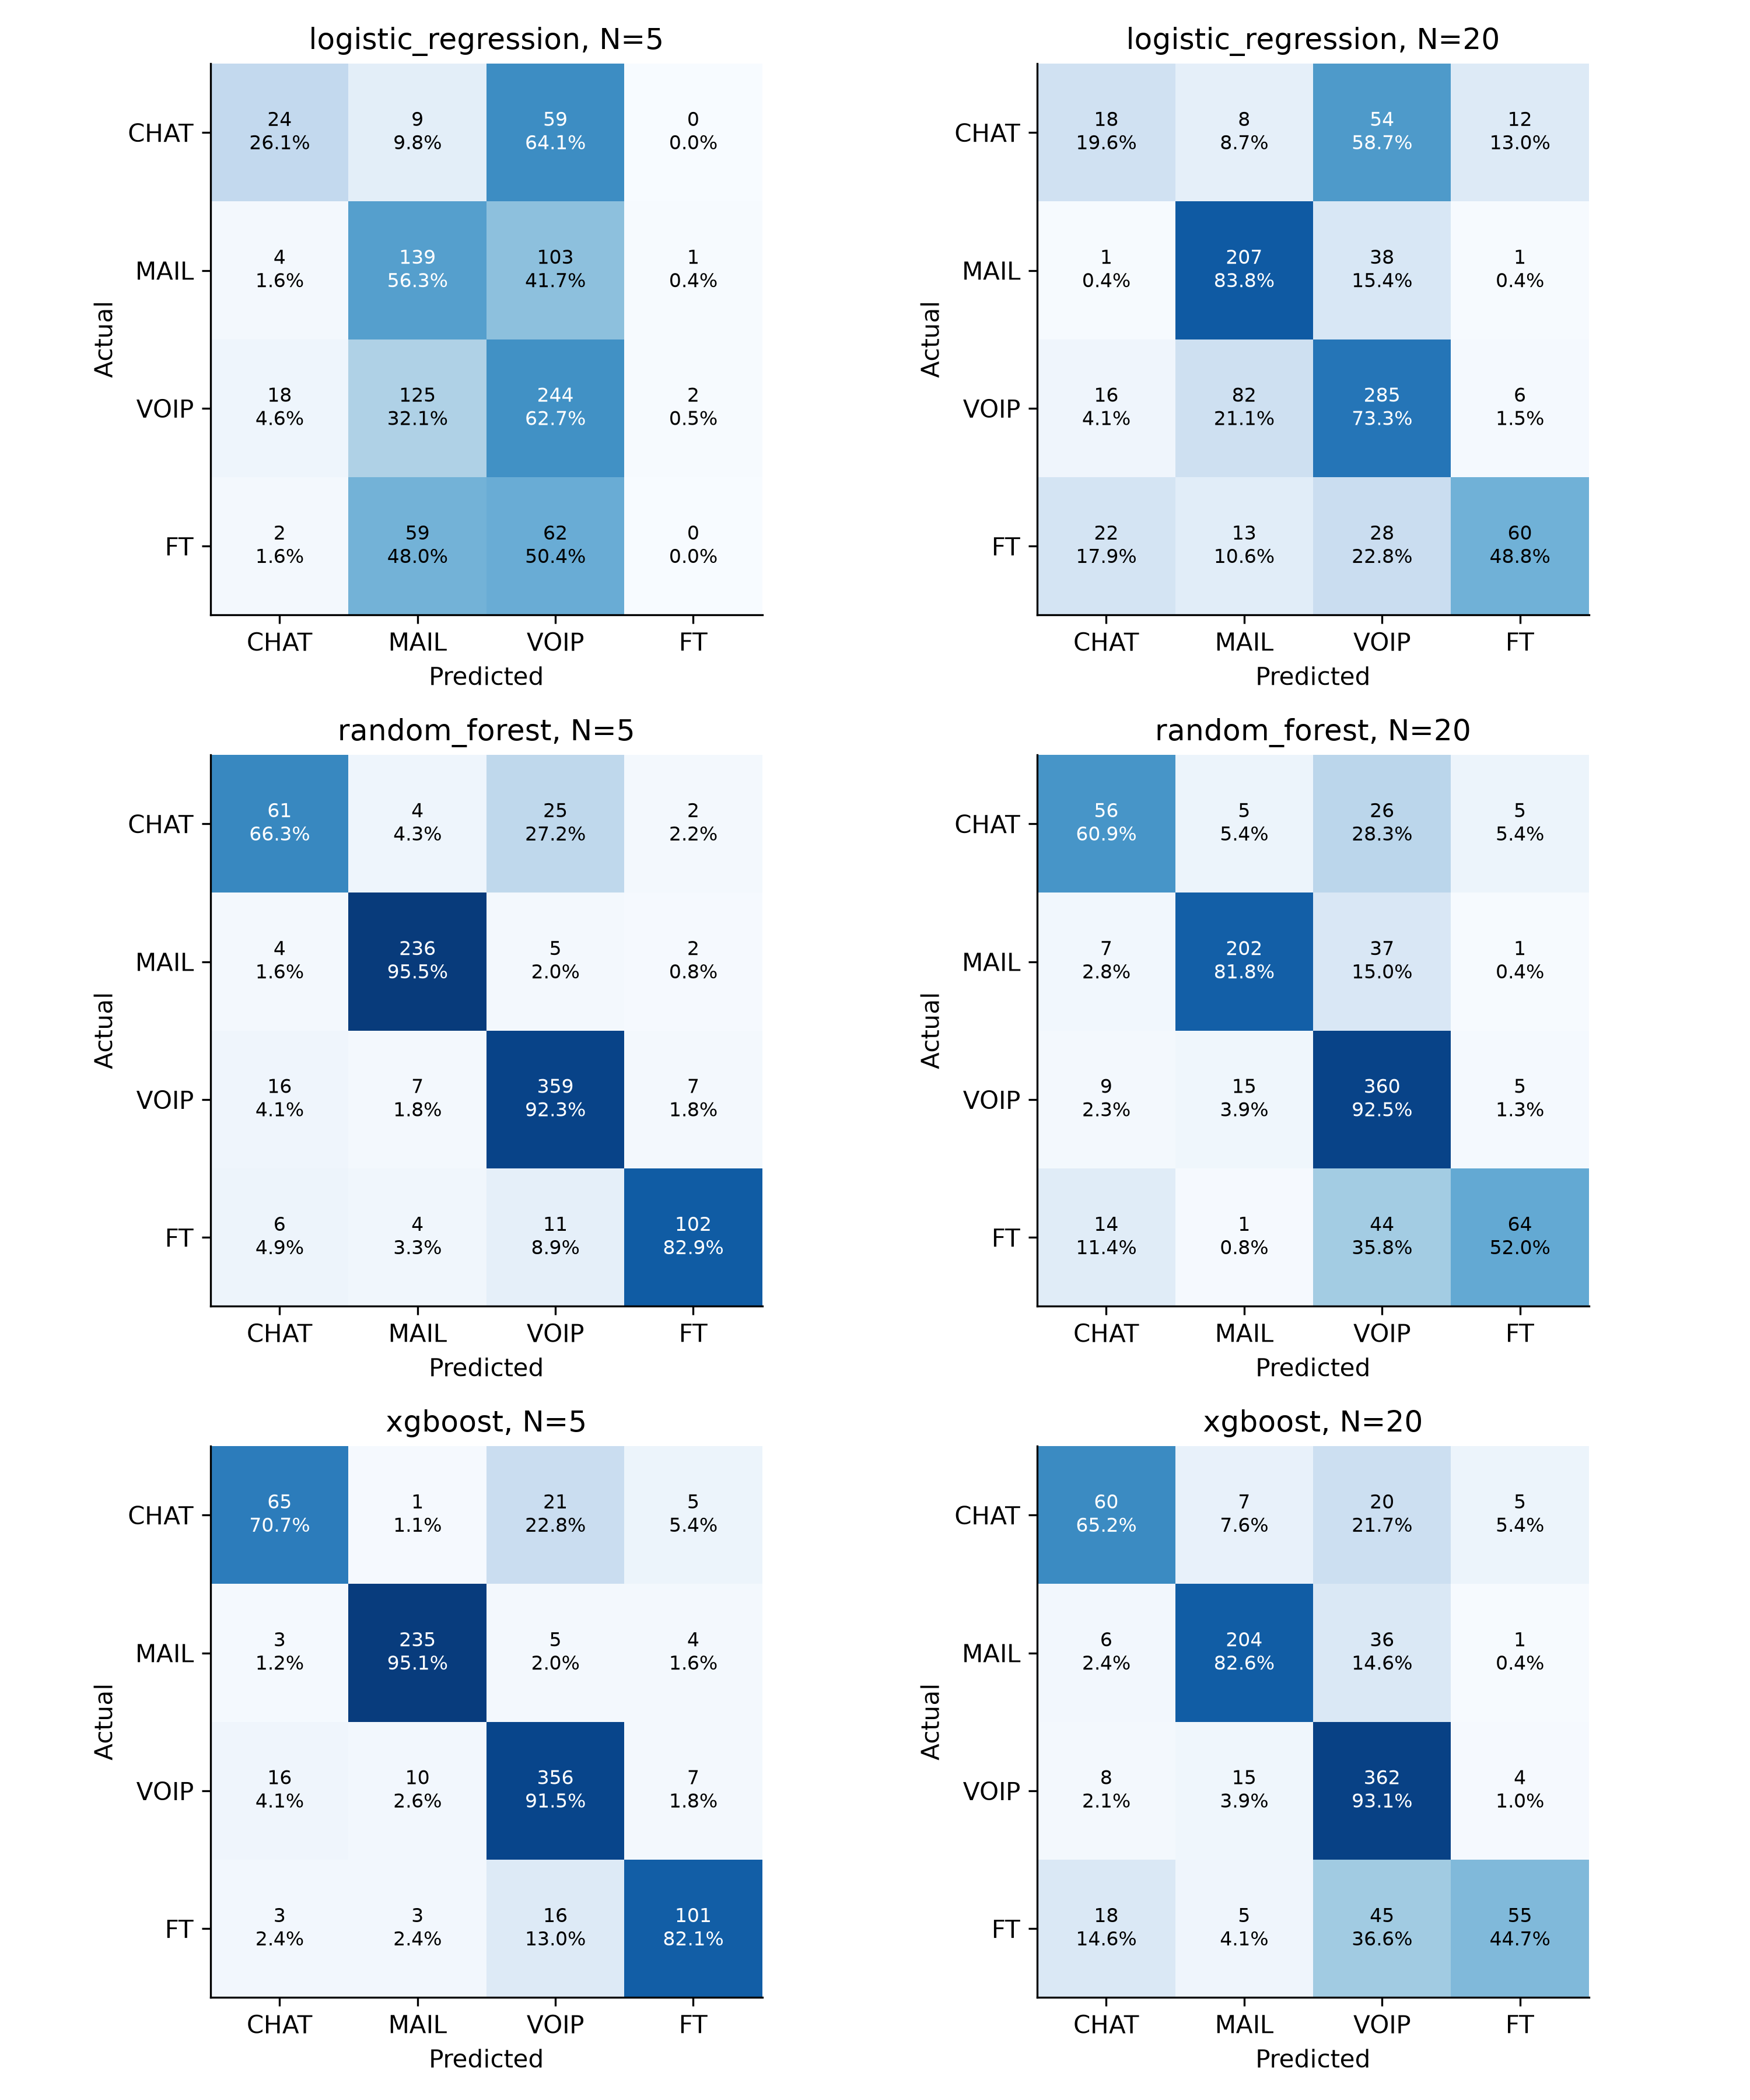 logistic_regression, N=5
CHAT 24 9 59 0
26.1% 9.8% 64.1% 0.0%
MAIL 4 139 103 1
1.6% 56.3% 41.7% 0.4%
Actual
VOIP 18 125 244 2
4.6% 32.1% 62.7% 0.5%
FT 2 59 62 0
1.6% 48.0% 50.4% 0.0%
CHAT MAIL VOIP FT
Predicted
logistic_regression, N=20
CHAT 18 8 54 12
19.6% 8.7% 58.7% 13.0%
MAIL 1 207 38 1
0.4% 83.8% 15.4% 0.4%
Actual
VOIP 16 82 285 6
4.1% 21.1% 73.3% 1.5%
FT 22 13 28 60
17.9% 10.6% 22.8% 48.8%
CHAT MAIL VOIP FT
Predicted
random_forest, N=5
CHAT 61 4 25 2
66.3% 4.3% 27.2% 2.2%
MAIL 4 236 5 2
1.6% 95.5% 2.0% 0.8%
Actual
VOIP 16 7 359 7
4.1% 1.8% 92.3% 1.8%
FT 6 4 11 102
4.9% 3.3% 8.9% 82.9%
CHAT MAIL VOIP FT
Predicted
random_forest, N=20
CHAT 56 5 26 5
60.9% 5.4% 28.3% 5.4%
MAIL 7 202 37 1
2.8% 81.8% 15.0% 0.4%
Actual
VOIP 9 15 360 5
2.3% 3.9% 92.5% 1.3%
FT 14 1 44 64
11.4% 0.8% 35.8% 52.0%
CHAT MAIL VOIP FT
Predicted
xgboost, N=5
CHAT 65 1 21 5
70.7% 1.1% 22.8% 5.4%
MAIL 3 235 5 4
1.2% 95.1% 2.0% 1.6%
Actual
VOIP 16 10 356 7
4.1% 2.6% 91.5% 1.8%
FT 3 3 16 101
2.4% 2.4% 13.0% 82.1%
CHAT MAIL VOIP FT
Predicted
xgboost, N=20
CHAT 60 7 20 5
65.2% 7.6% 21.7% 5.4%
MAIL 6 204 36 1
2.4% 82.6% 14.6% 0.4%
Actual
VOIP 8 15 362 4
2.1% 3.9% 93.1% 1.0%
FT 18 5 45 55
14.6% 4.1% 36.6% 44.7%
CHAT MAIL VOIP FT
Predicted